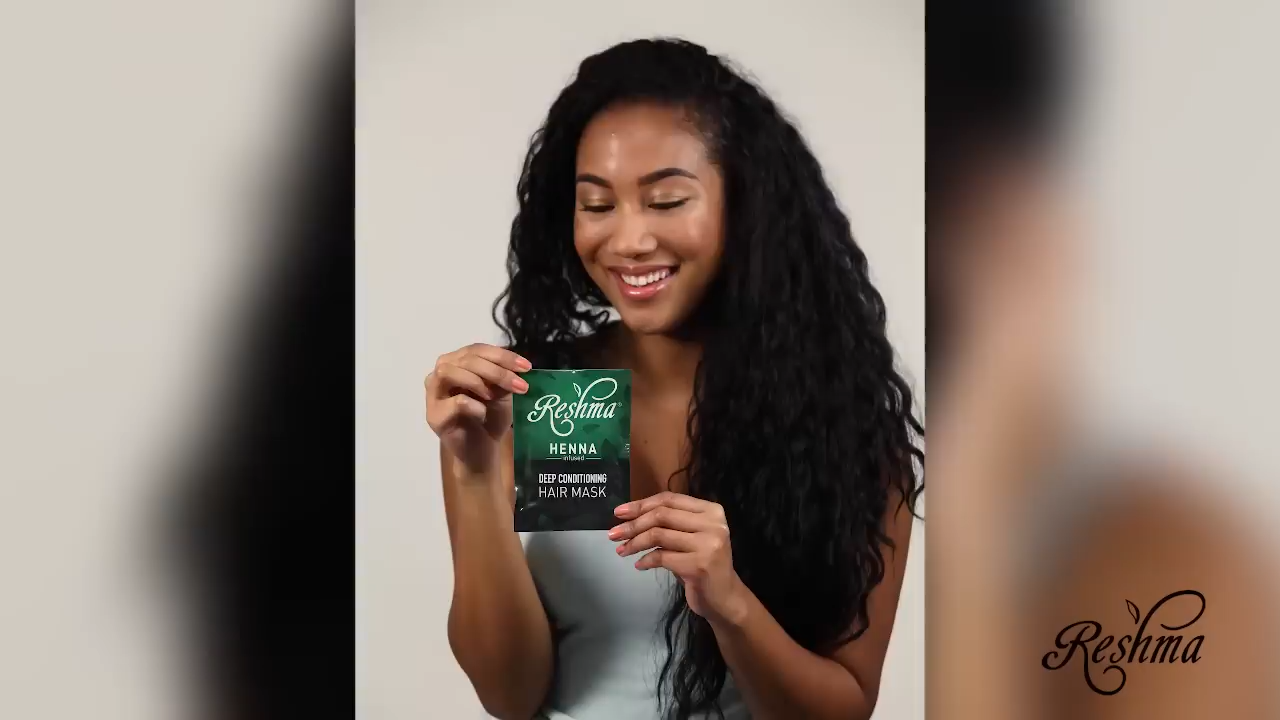 Reshma®
HENNA
infused
DEEP CONDITIONING
HAIR MASK
Reshma